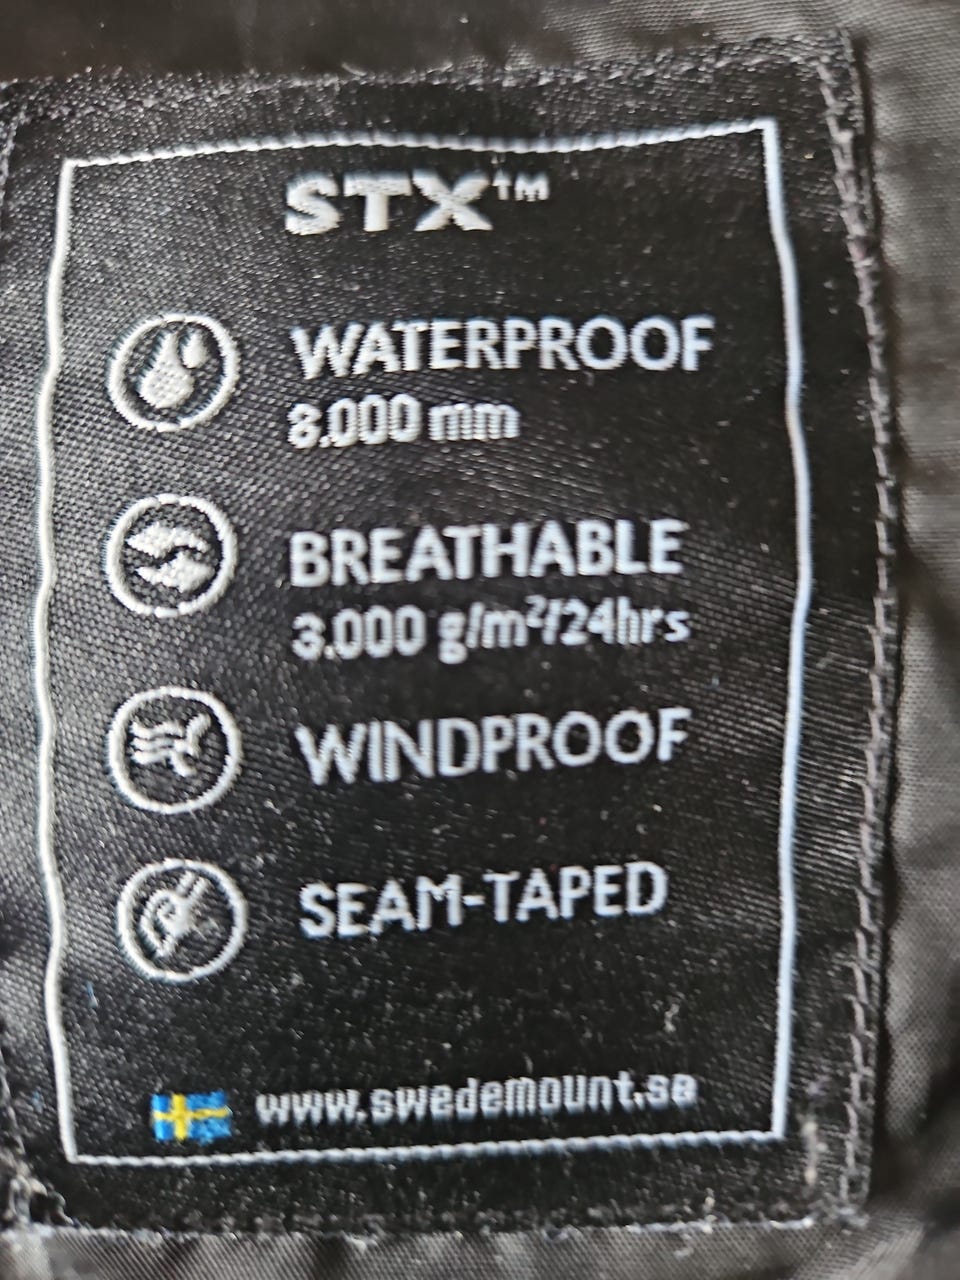 STX™
WATERPROOF
8.000 mm
BREATHABLE
3.000 g/m²/24hrs
WINDPROOF
SEAM-TAPED
www.swedemount.se